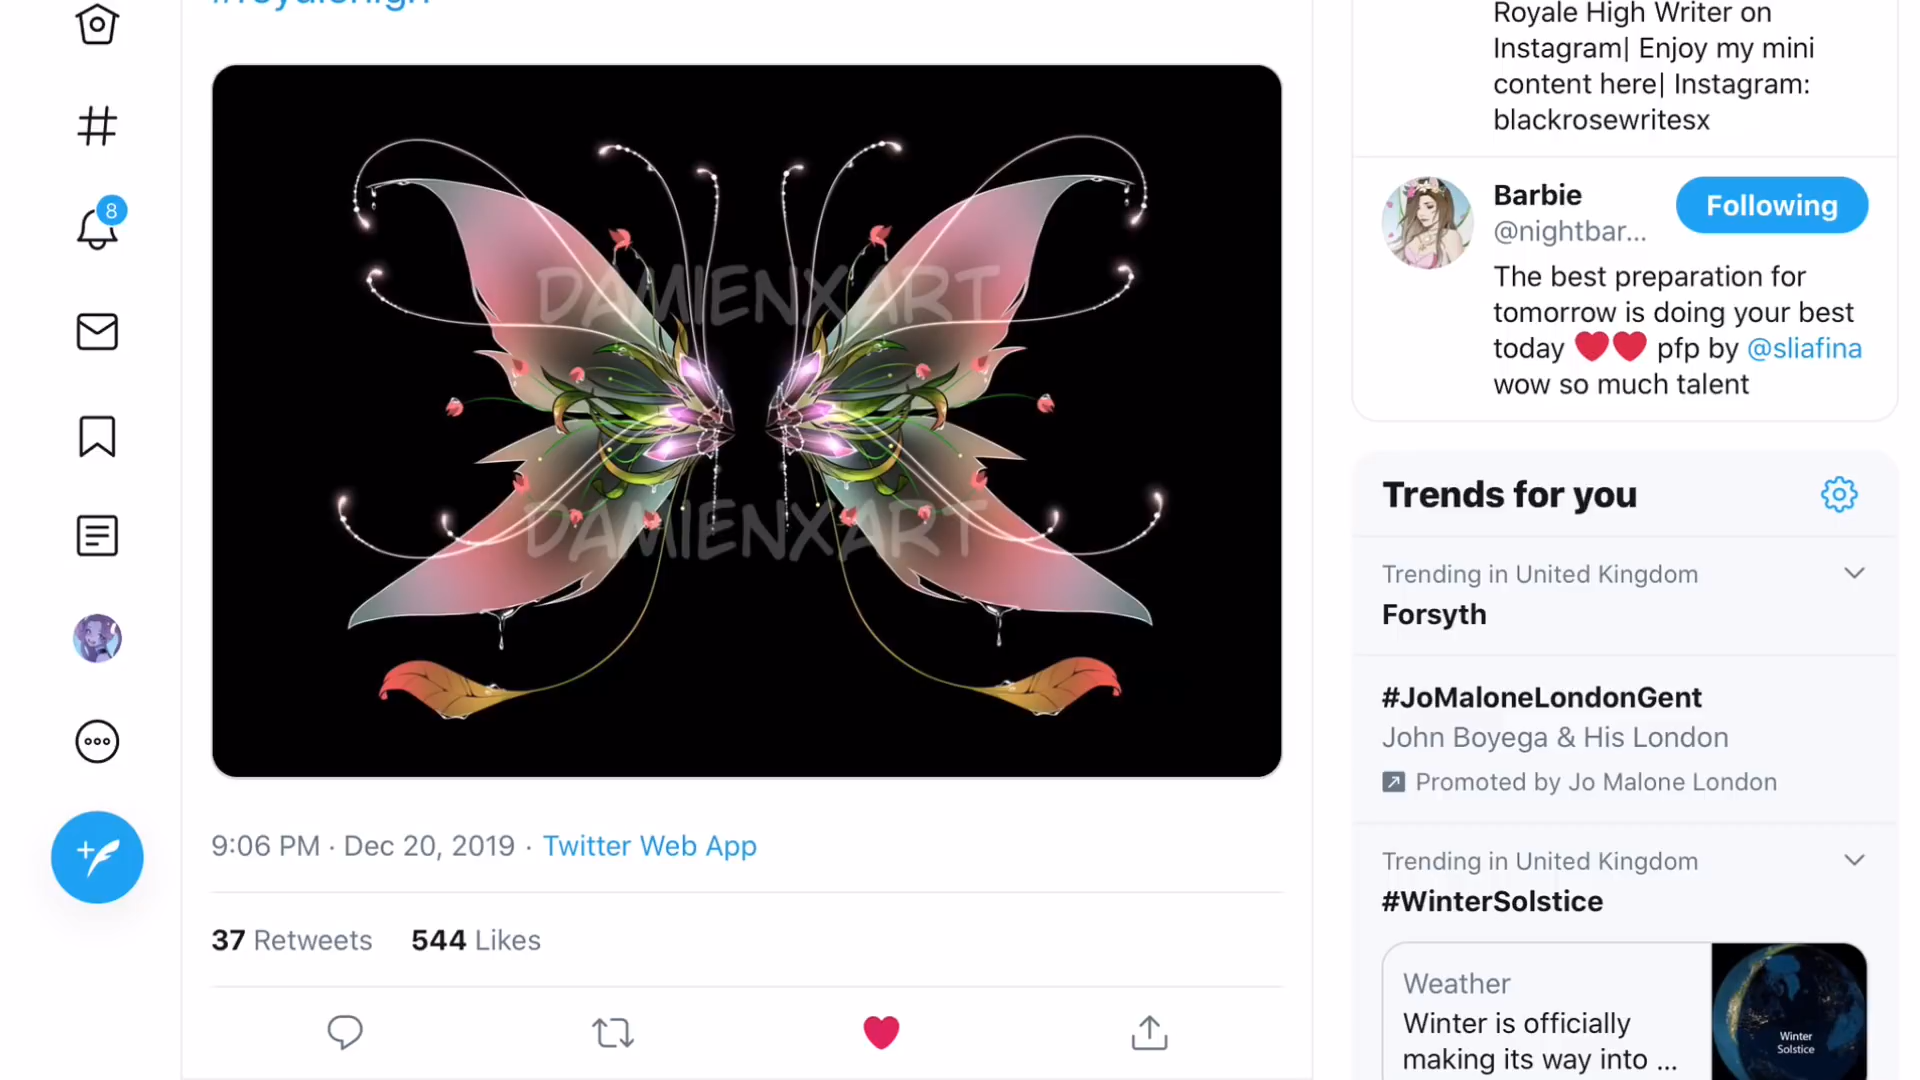 #royalehigh
8
DAMIENXART
DAMIENXART
9:06 PM · Dec 20, 2019 · Twitter Web App
37 Retweets 544 Likes
Royale High Writer on
Instagram| Enjoy my mini
content here| Instagram:
blackrosewritesx
Barbie
@nightbar...
Following
The best preparation for
tomorrow is doing your best
today ❤️❤️ pfp by @sliafina
wow so much talent
Trends for you
Trending in United Kingdom
Forsyth
#JoMaloneLondonGent
John Boyega & His London
Promoted by Jo Malone London
Trending in United Kingdom
#WinterSolstice
Weather
Winter is officially
making its way into ...
Winter
Solstice